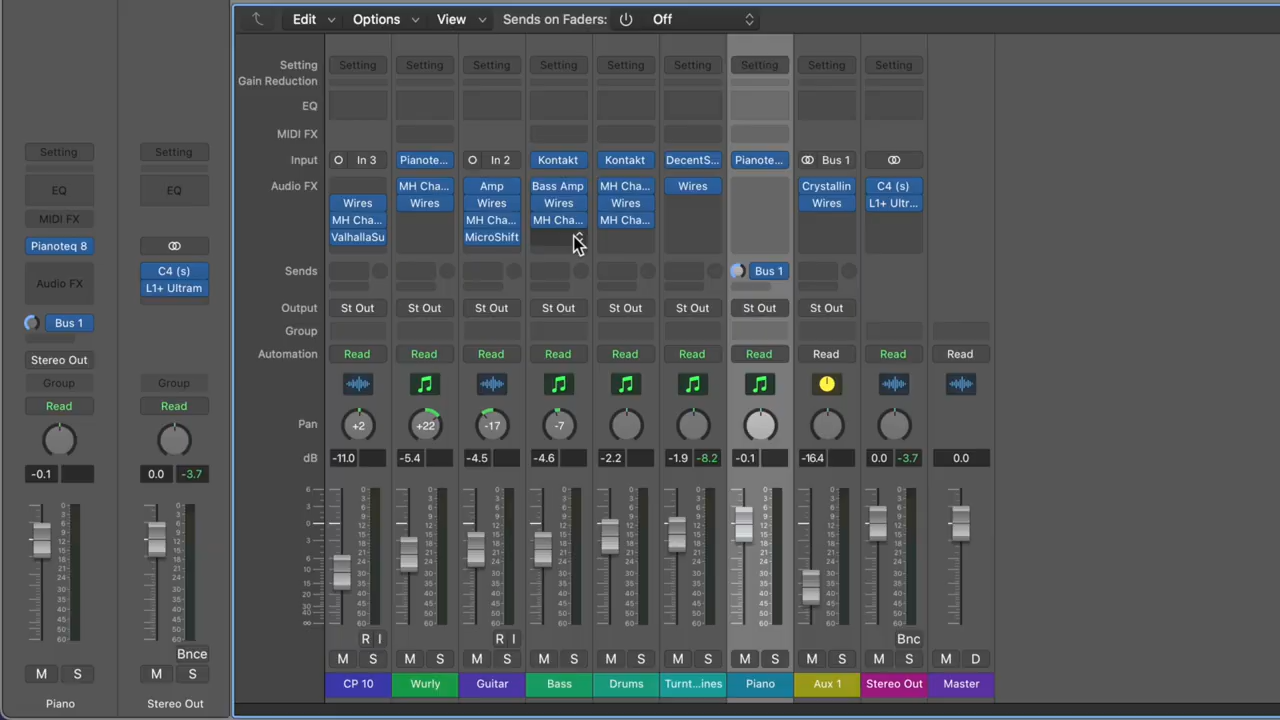 Edit Options View Sends on Faders: Off
Setting Setting Setting Setting Setting Setting Setting Setting Setting Setting
Gain Reduction
EQ
MIDI FX
Input In 3 Pianote... In 2 Kontakt Kontakt DecentS... Pianote... Bus 1
Audio FX MH Cha... Amp Bass Amp MH Cha... Wires Crystallin C4 (s)
Wires Wires Wires Wires Wires Wires L1+ Ultr...
MH Cha... MH Cha... MH Cha... MH Cha...
ValhallaSu MicroShift
Sends Bus 1
Output St Out St Out St Out St Out St Out St Out St Out St Out
Group
Automation Read Read Read Read Read Read Read Read Read Read
Pan +2 +22 -17 -7
dB -11.0 -5.4 -4.5 -4.6 -2.2 -1.9 -8.2 -0.1 -16.4 0.0 -3.7 0.0
R I R I Bnc
M S M S M S M S M S M S M S M S M S M D
CP 10 Wurly Guitar Bass Drums Turnt...ines Piano Aux 1 Stereo Out Master
Setting Setting
EQ EQ
MIDI FX
Pianoteq 8
Audio FX C4 (s)
L1+ Ultram
Bus 1
Stereo Out
Group Group
Read Read
-0.1 0.0 -3.7
Bnce
M S M S
Piano Stereo Out